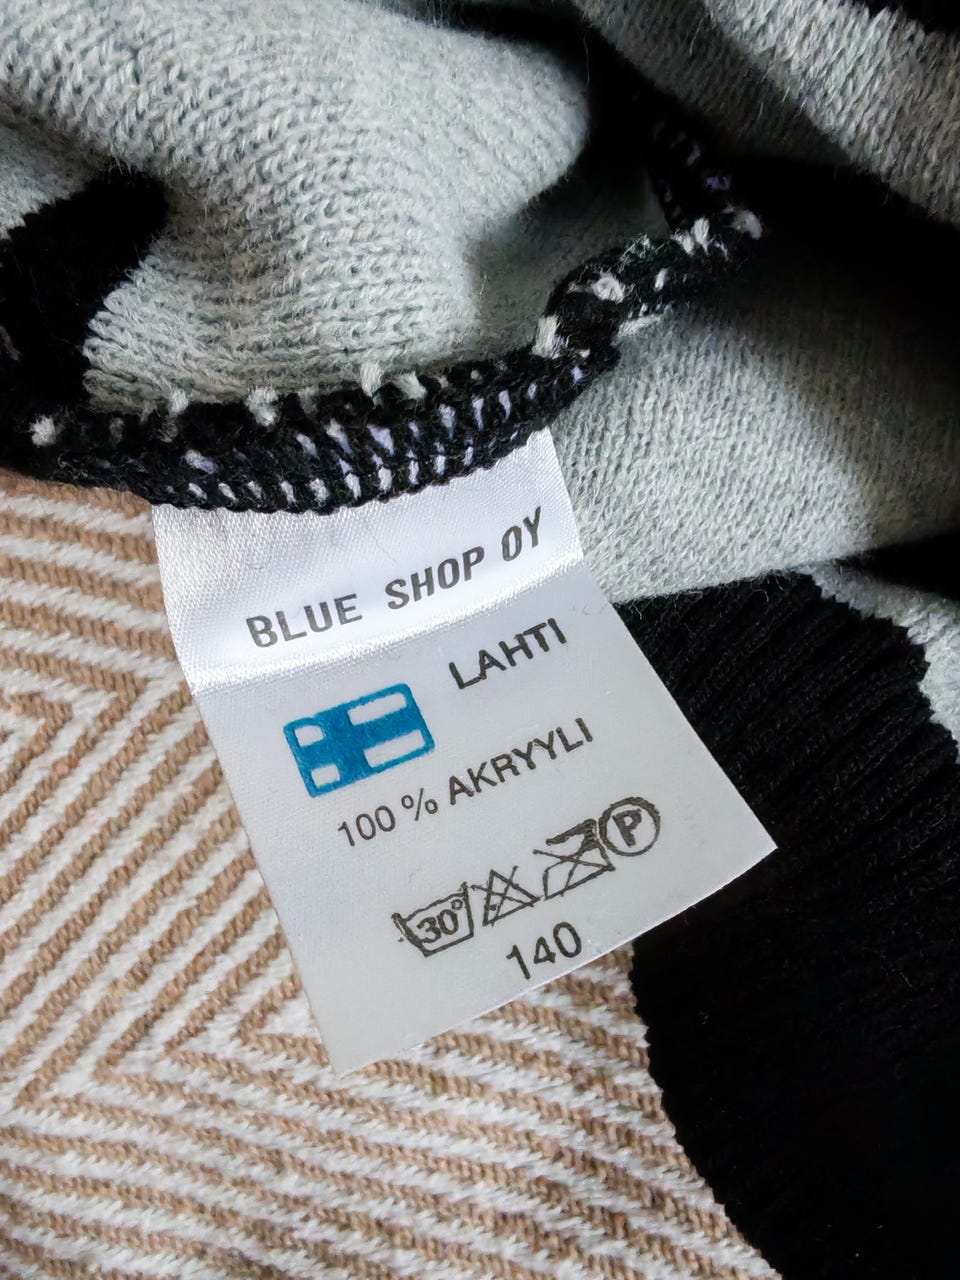 BLUE SHOP OY
LAHTI
100 % AKRYYLI
30° P
140